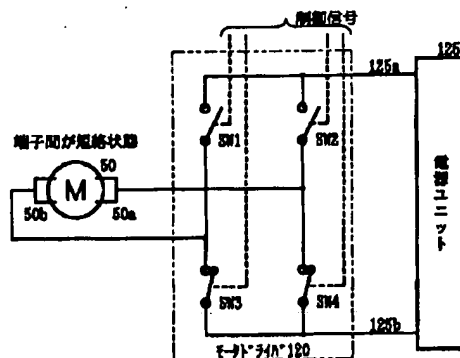 制御信号
125a
125
SW1
SW2
端子間が短絡状態
50
M
50b
50a
電源ユニット
SW3
SW4
125b
モータドライバ120